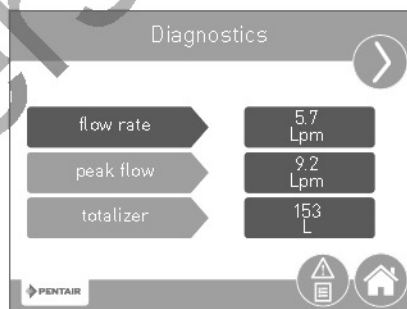 Diagnostics
flow rate
5.7
Lpm
peak flow
9.2
Lpm
totalizer
153
L
PENTAIR